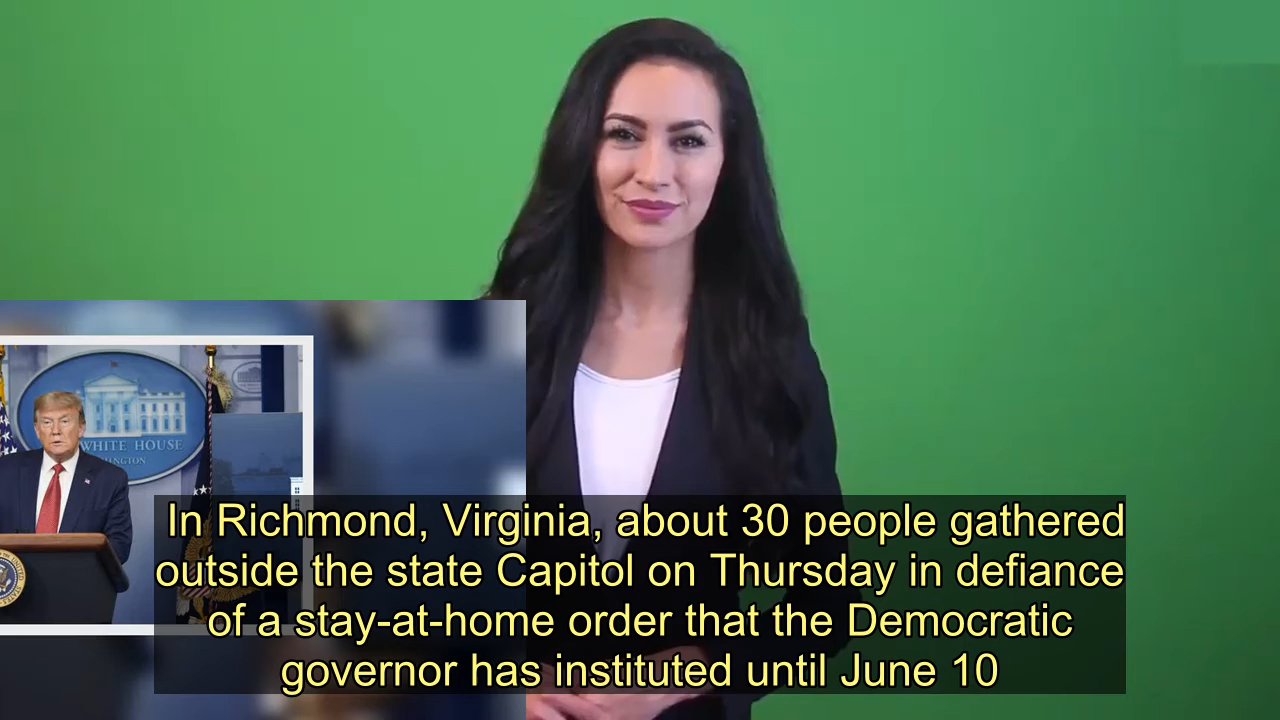 WHITE HOUSE
In Richmond, Virginia, about 30 people gathered
outside the state Capitol on Thursday in defiance
of a stay-at-home order that the Democratic
governor has instituted until June 10